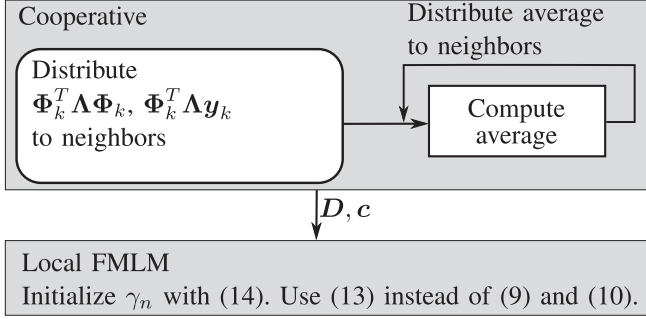 Cooperative
Distribute
Φ_k^T ΛΦ_k, Φ_k^T Λy_k
to neighbors
Distribute average
to neighbors
Compute
average
D, c
Local FMLM
Initialize γ_n with (14). Use (13) instead of (9) and (10).